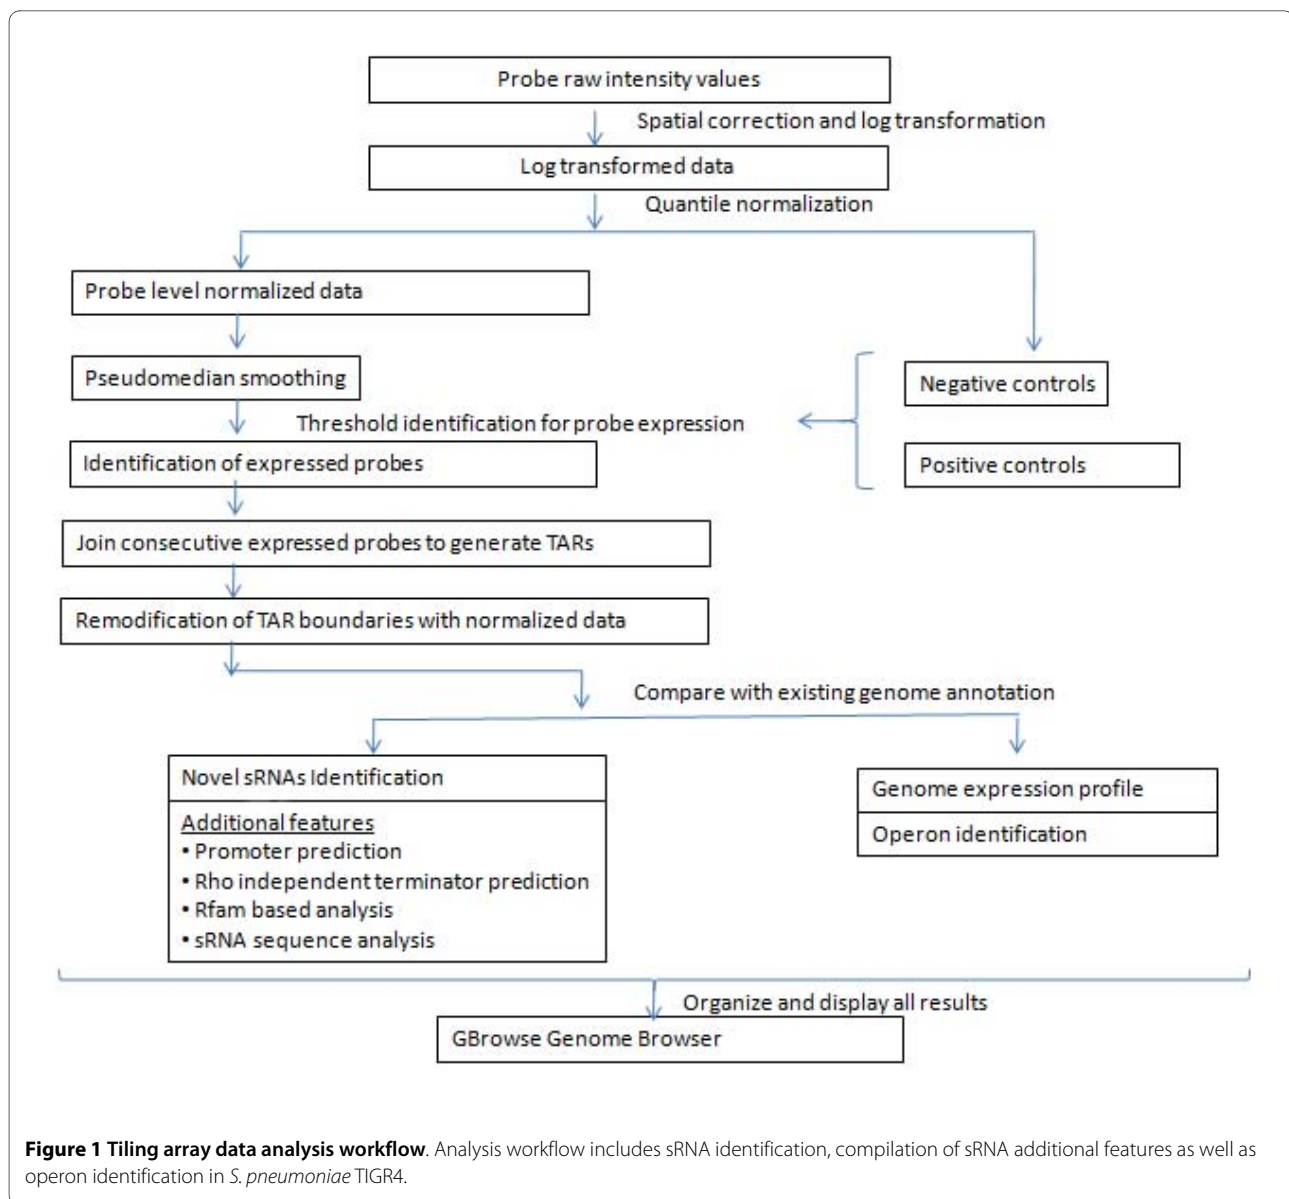 Probe raw intensity values
Spatial correction and log transformation
Log transformed data
Quantile normalization
Probe level normalized data
Pseudomedian smoothing
Negative controls
Threshold identification for probe expression
Identification of expressed probes
Positive controls
Join consecutive expressed probes to generate TARs
Remodification of TAR boundaries with normalized data
Compare with existing genome annotation
Novel sRNAs Identification
Additional features
• Promoter prediction
• Rho independent terminator prediction
• Rfam based analysis
• sRNA sequence analysis
Genome expression profile
Operon identification
Organize and display all results
GBrowse Genome Browser
Figure 1 Tiling array data analysis workflow. Analysis workflow includes sRNA identification, compilation of sRNA additional features as well as
operon identification in S. pneumoniae TIGR4.